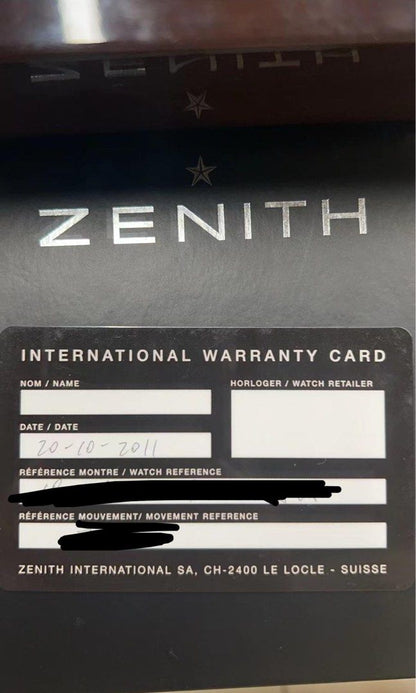 ZENITH
INTERNATIONAL WARRANTY CARD
NOM / NAME
HORLOGER / WATCH RETAILER
DATE / DATE
20-10-2011
RÉFÉRENCE MONTRE / WATCH REFERENCE
RÉFÉRENCE MOUVEMENT/ MOVEMENT REFERENCE
ZENITH INTERNATIONAL SA, CH-2400 LE LOCLE - SUISSE